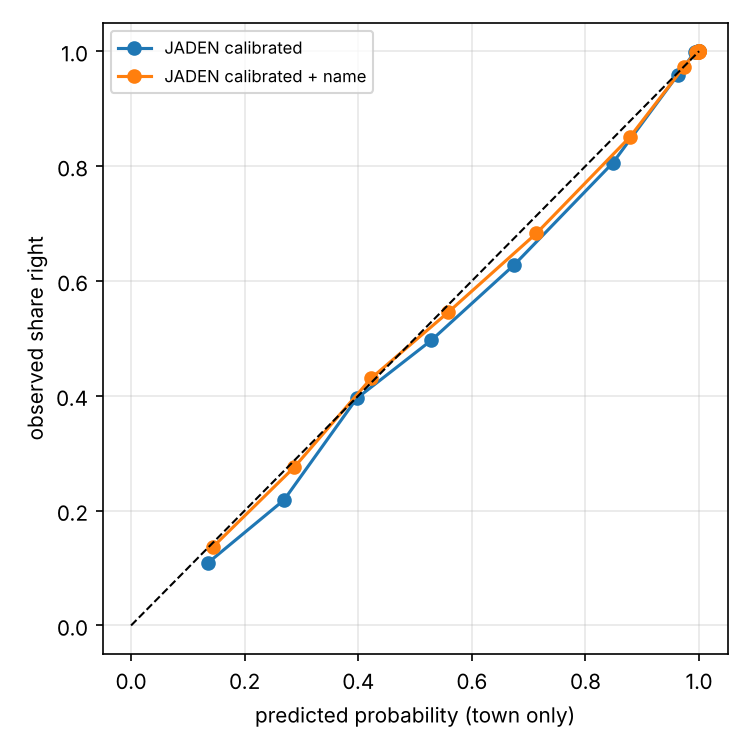 JADEN calibrated
JADEN calibrated + name
1.0
0.8
0.6
0.4
0.2
0.0
observed share right
0.0 0.2 0.4 0.6 0.8 1.0
predicted probability (town only)